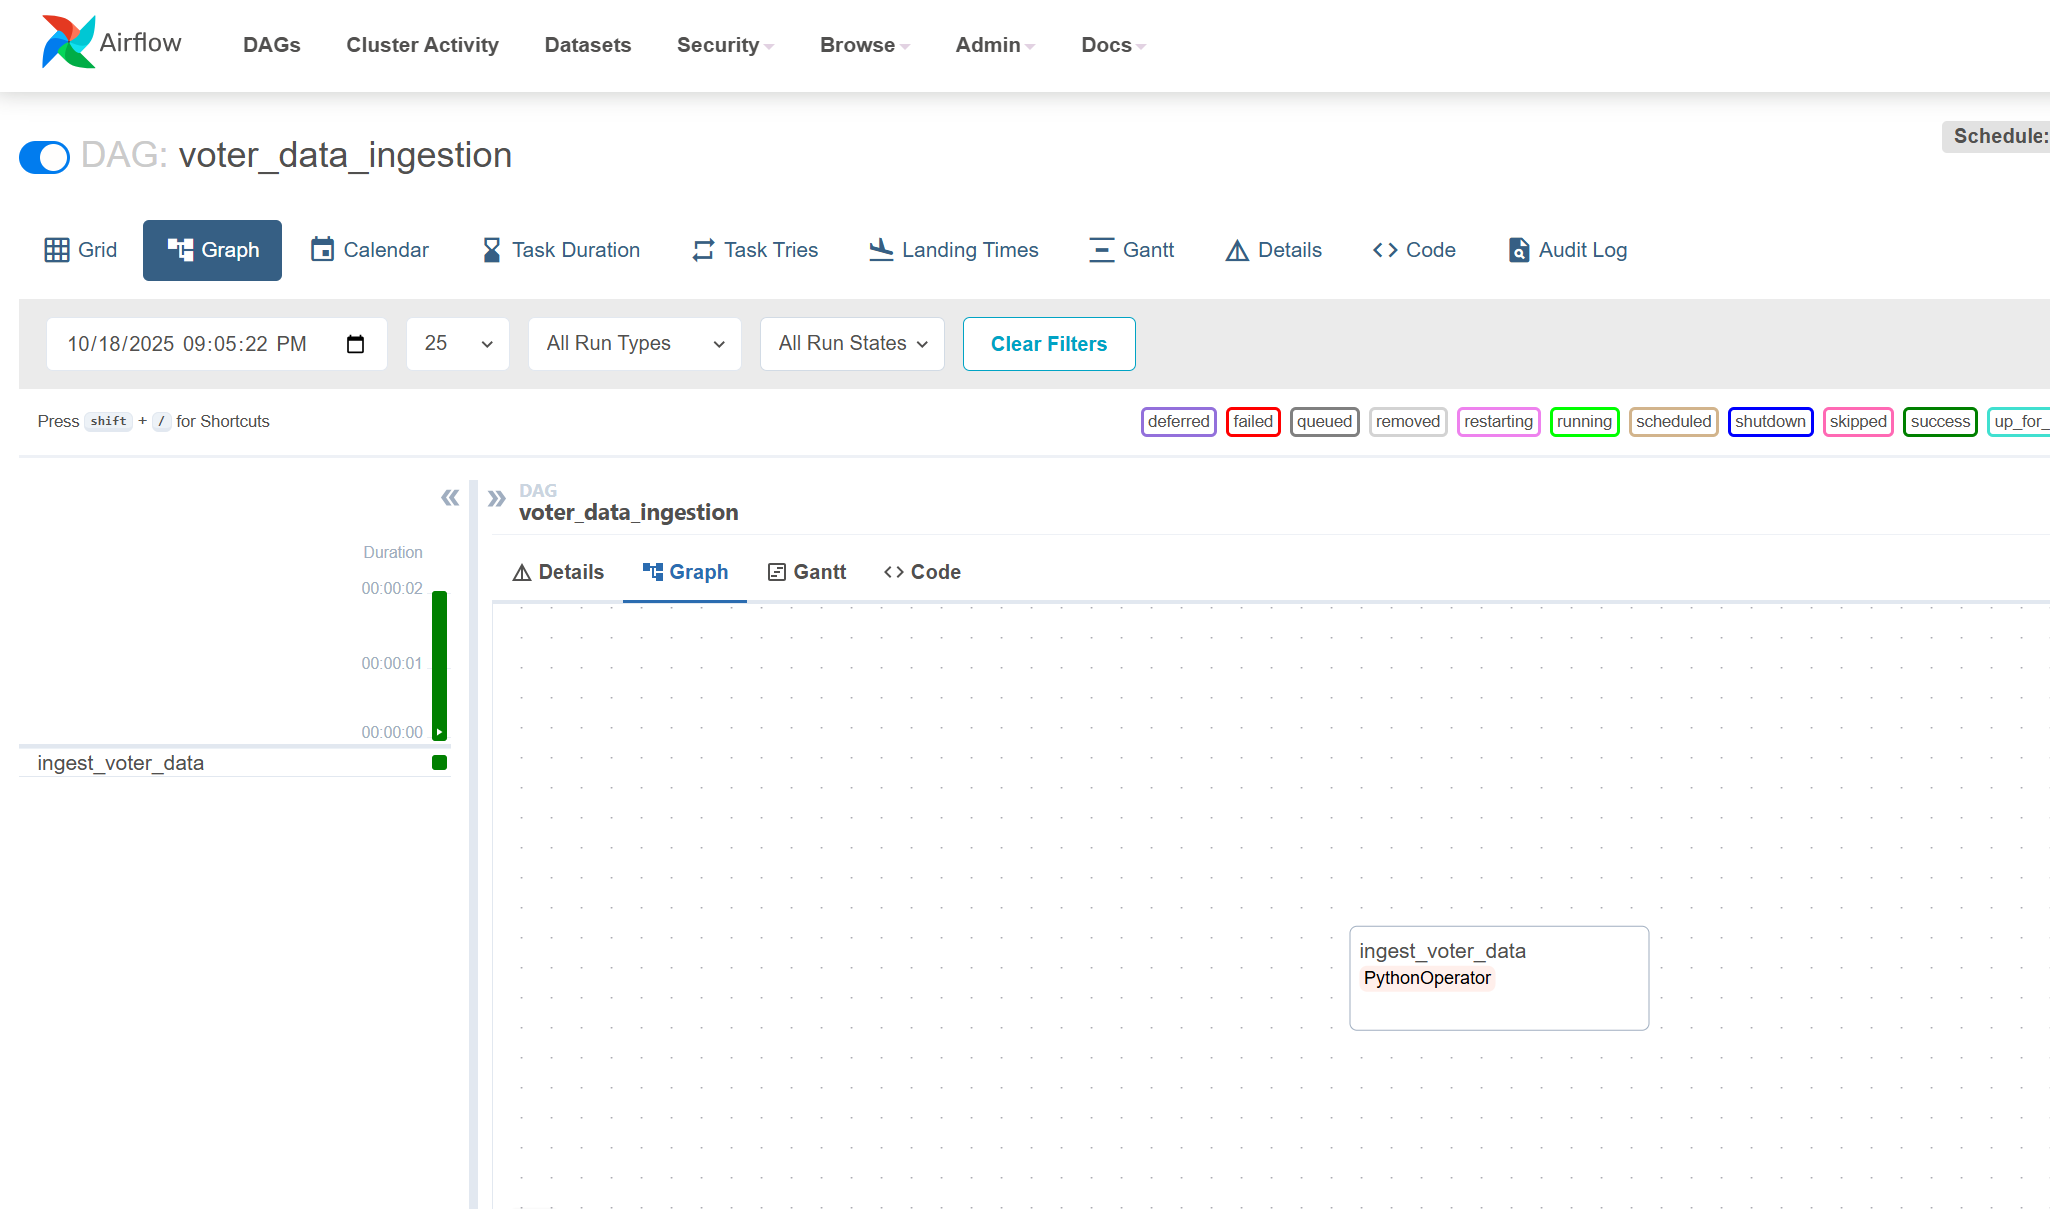 Airflow DAGs Cluster Activity Datasets Security Browse Admin Docs
DAG: voter_data_ingestion
Schedule:
Grid Graph Calendar Task Duration Task Tries Landing Times Gantt Details Code Audit Log
10/18/2025 09:05:22 PM 25 All Run Types All Run States Clear Filters
Press shift + / for Shortcuts
deferred failed queued removed restarting running scheduled shutdown skipped success up_for_
DAG
voter_data_ingestion
Details Graph Gantt Code
Duration
00:00:02
00:00:01
00:00:00
ingest_voter_data
ingest_voter_data
PythonOperator